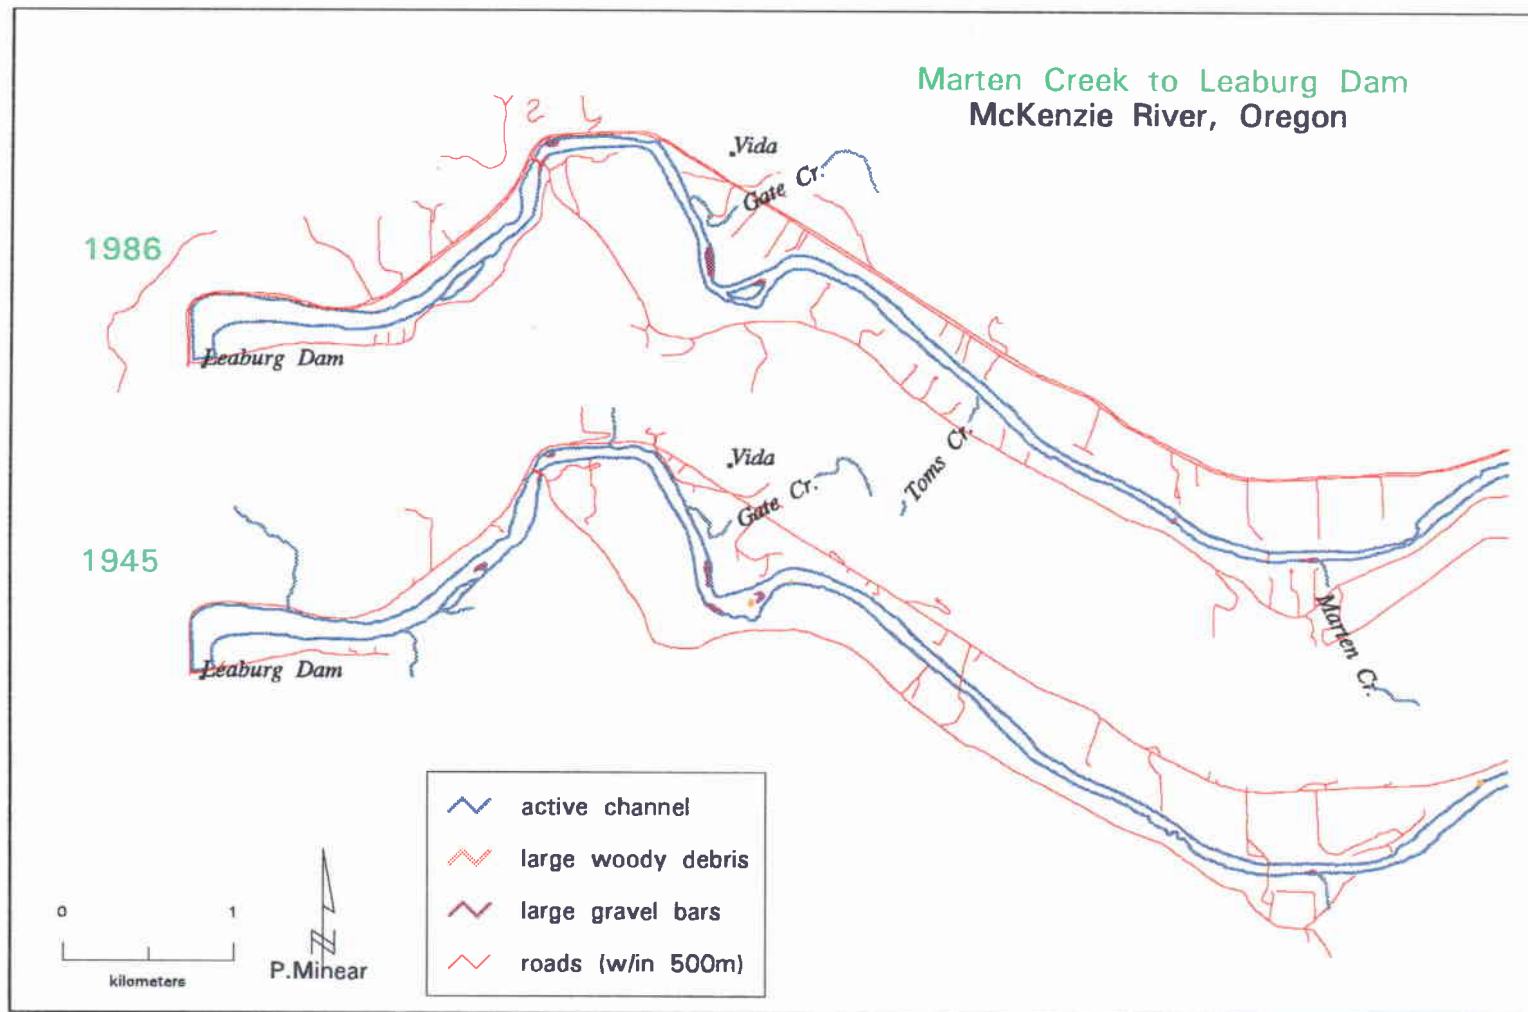 Marten Creek to Leaburg Dam
McKenzie River, Oregon
Vida
Gate Cr.
1986
Leaburg Dam
Toms Cr.
Marten Cr.
Vida
Gate Cr.
1945
Leaburg Dam
active channel
large woody debris
large gravel bars
roads (w/in 500m)
0 1
kilometers
N
P.Minear